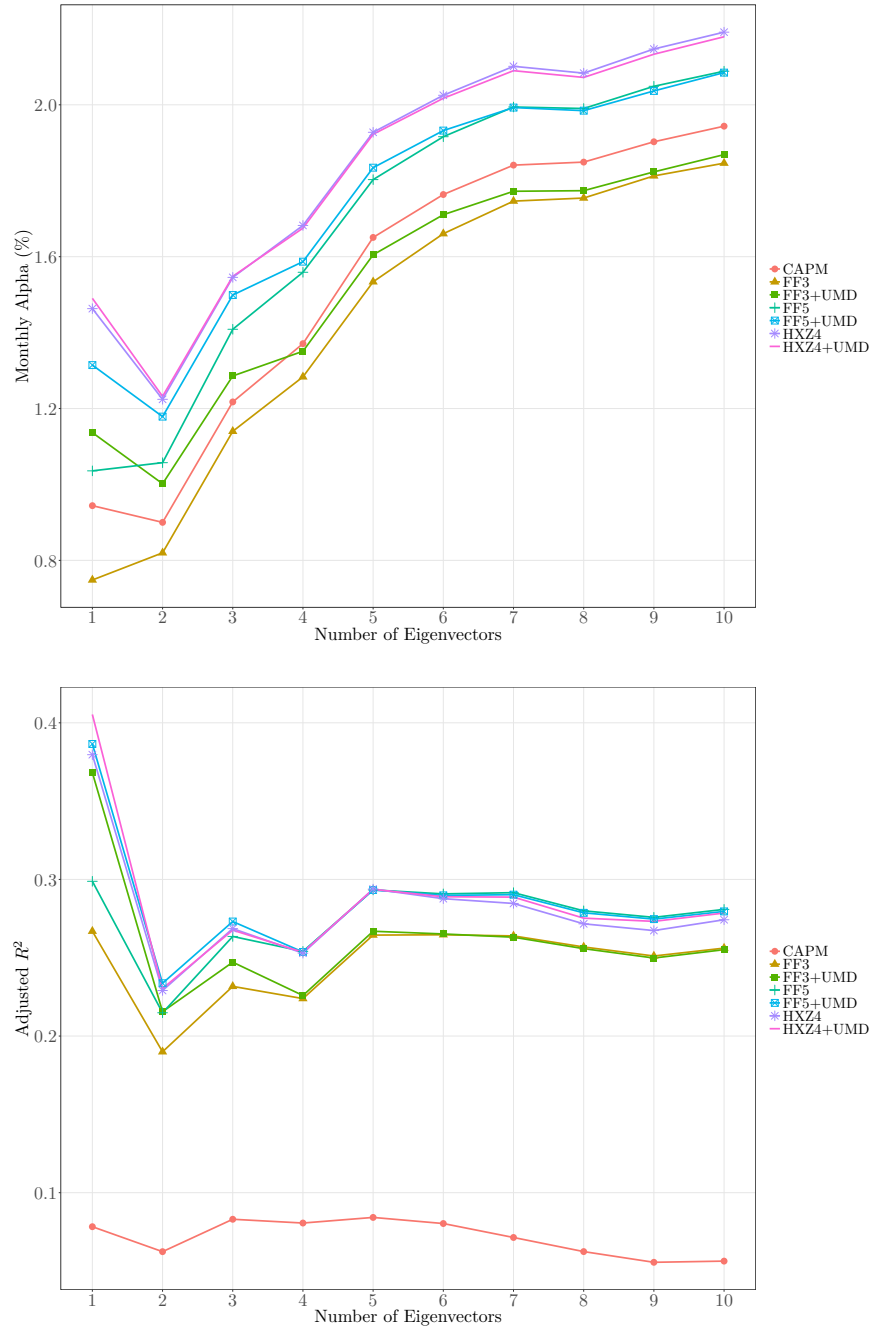 2.0
1.6
1.2
0.8
Monthly Alpha (%)
1 2 3 4 5 6 7 8 9 10
Number of Eigenvectors
CAPM
FF3
FF3+UMD
FF5
FF5+UMD
HXZ4
HXZ4+UMD
0.4
0.3
0.2
0.1
Adjusted R²
1 2 3 4 5 6 7 8 9 10
Number of Eigenvectors
CAPM
FF3
FF3+UMD
FF5
FF5+UMD
HXZ4
HXZ4+UMD